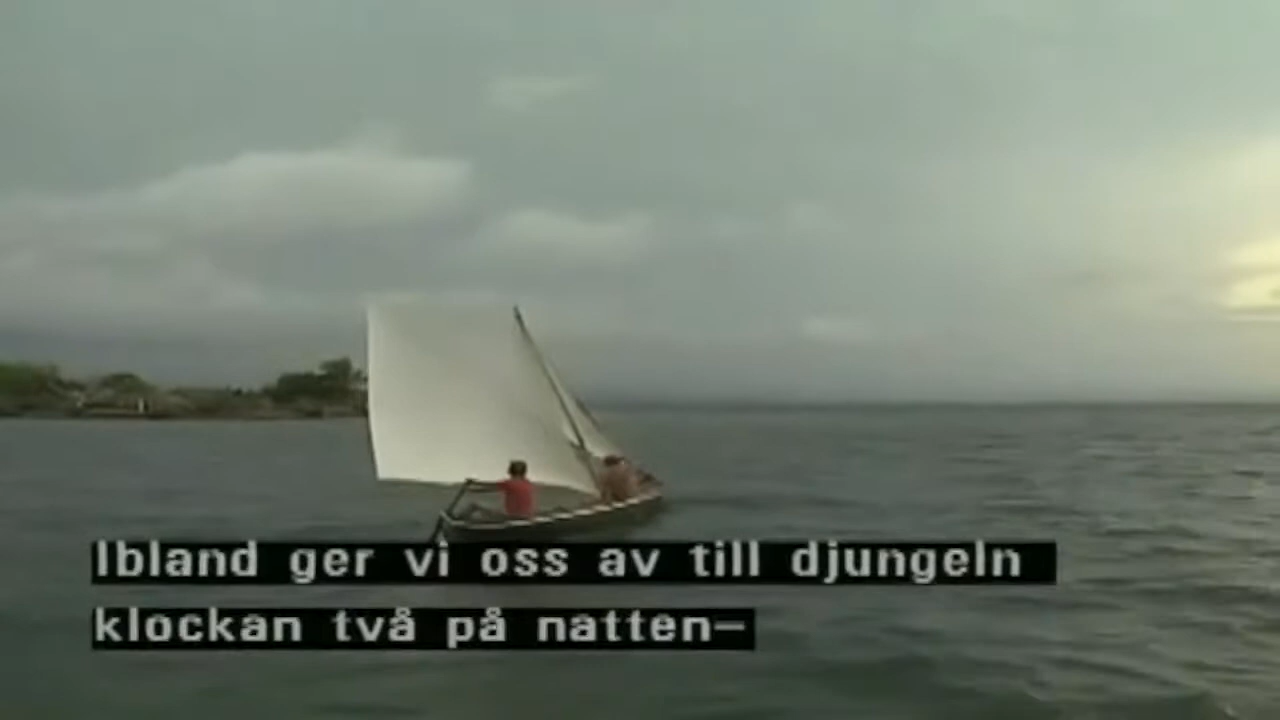 Ibland ger vi oss av till djungeln
klockan två på natten–